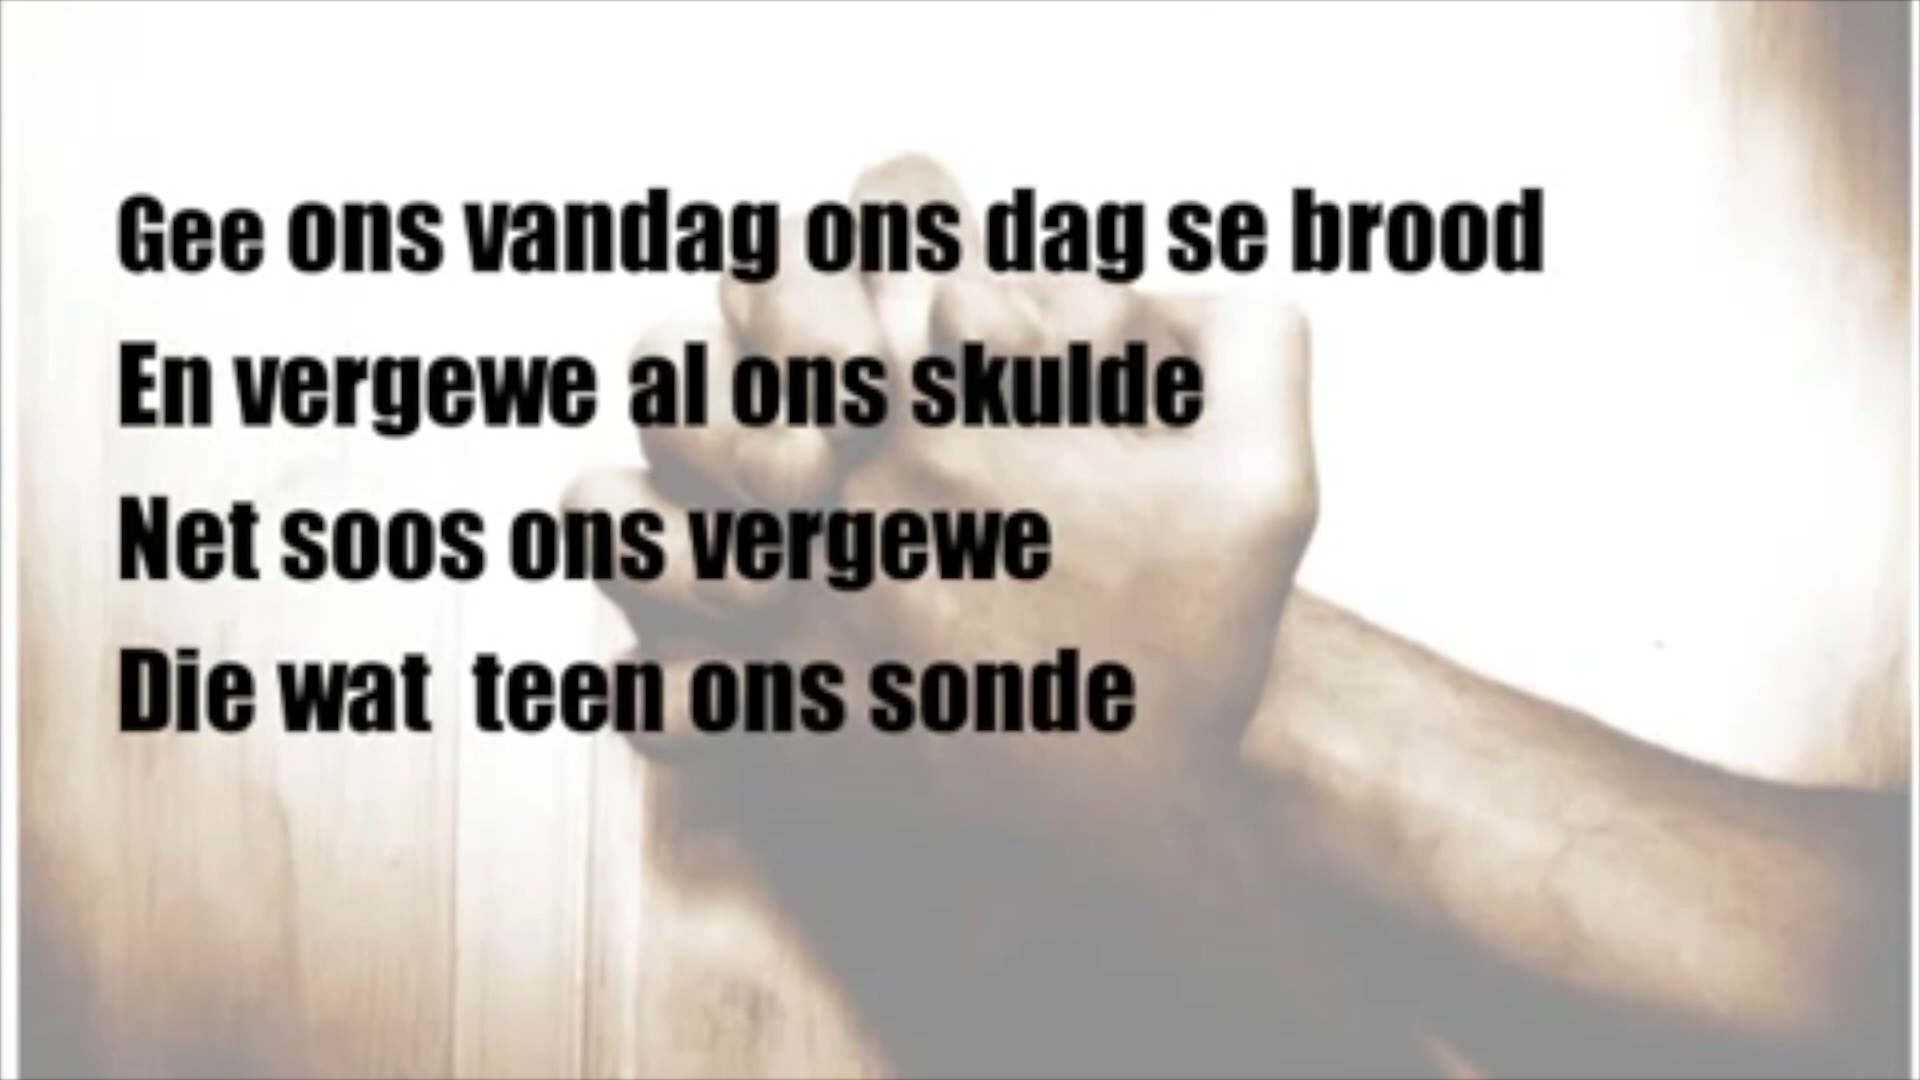 Gee ons vandag ons dag se brood
En vergewe al ons skulde
Net soos ons vergewe
Die wat teen ons sonde